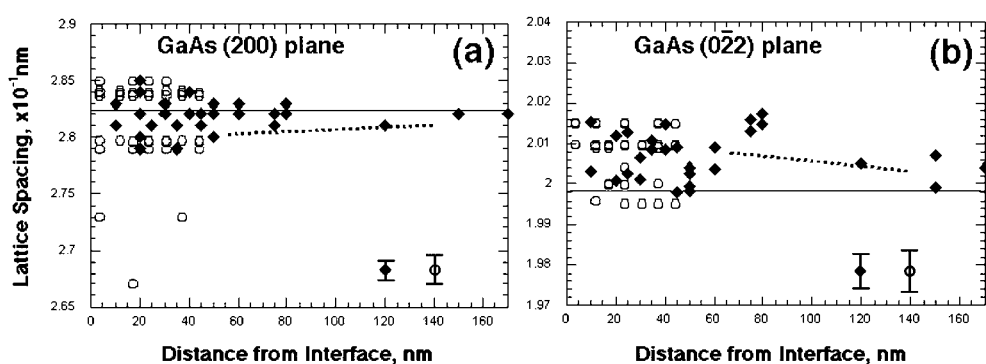 GaAs (200) plane
(a)
Lattice Spacing, x10⁻¹nm
2.85
2.8
2.75
2.7
2.65
0 20 40 60 80 100 120 140 160
Distance from Interface, nm
GaAs (02̄2) plane
(b)
2.04
2.03
2.02
2.01
2
1.99
1.98
1.97
0 20 40 60 80 100 120 140 160
Distance from Interface, nm